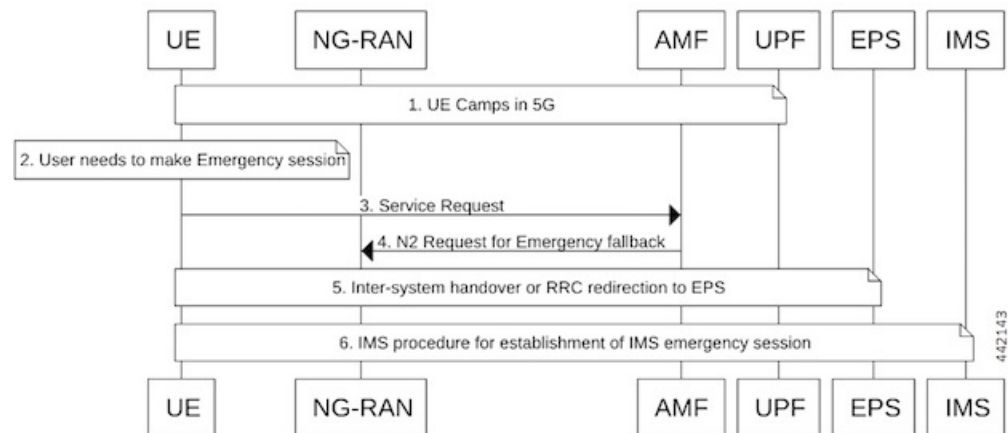 UE NG-RAN AMF UPF EPS IMS
1. UE Camps in 5G
2. User needs to make Emergency session
3. Service Request
4. N2 Request for Emergency fallback
5. Inter-system handover or RRC redirection to EPS
6. IMS procedure for establishment of IMS emergency session
442143
UE NG-RAN AMF UPF EPS IMS